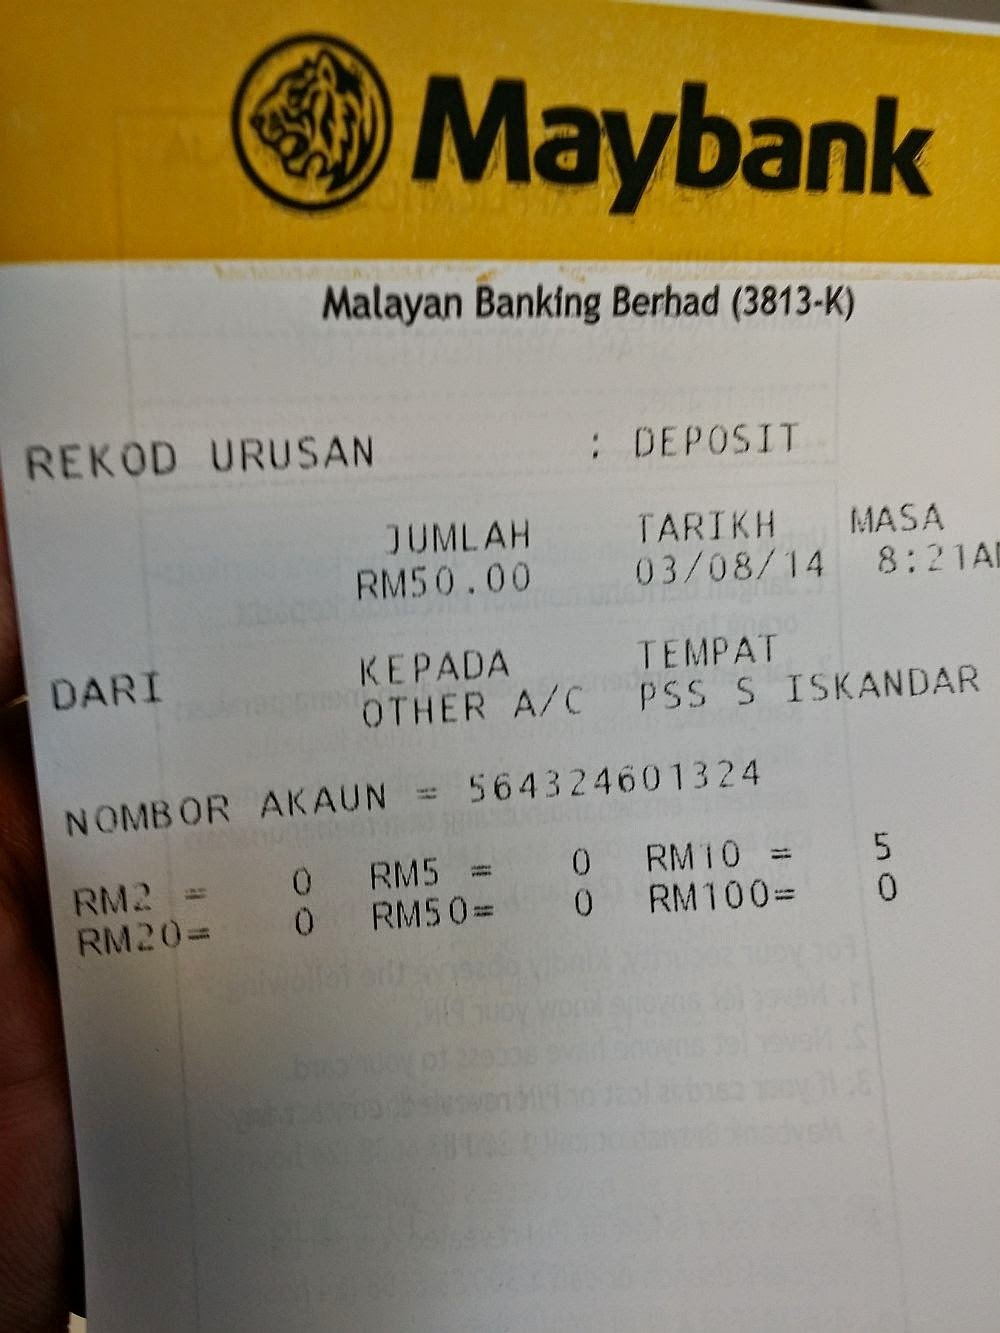 Maybank
Malayan Banking Berhad (3813-K)
REKOD URUSAN : DEPOSIT
JUMLAH TARIKH MASA
RM50.00 03/08/14 8:21AM
DARI KEPADA TEMPAT
OTHER A/C PSS S ISKANDAR
NOMBOR AKAUN = 564324601324
RM2 = 0 RM5 = 0 RM10 = 5
RM20= 0 RM50= 0 RM100= 0